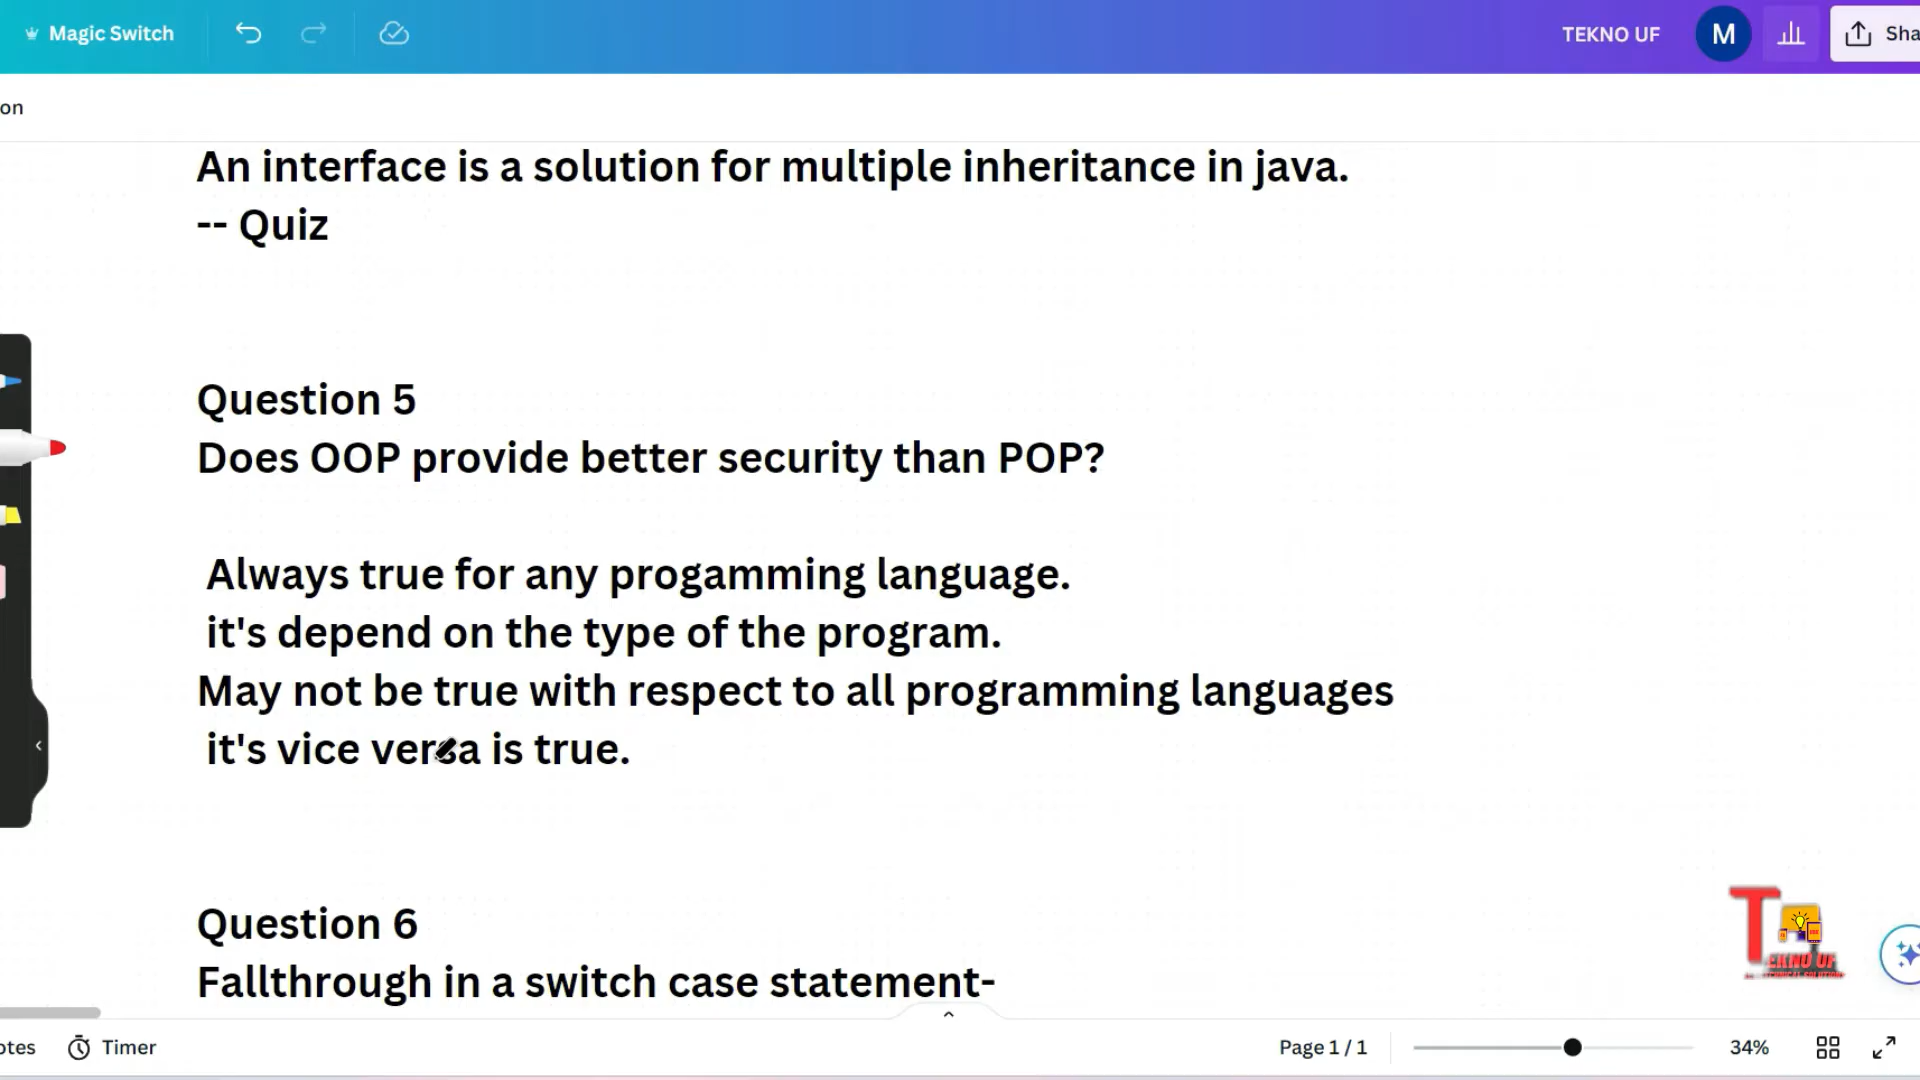 Magic Switch
TEKNO UF
M
Sha
on
An interface is a solution for multiple inheritance in java.
-- Quiz
Question 5
Does OOP provide better security than POP?
Always true for any progamming language.
it's depend on the type of the program.
May not be true with respect to all programming languages
it's vice versa is true.
Question 6
Fallthrough in a switch case statement-
TEKNO UF
otes
Timer
Page 1 / 1
34%